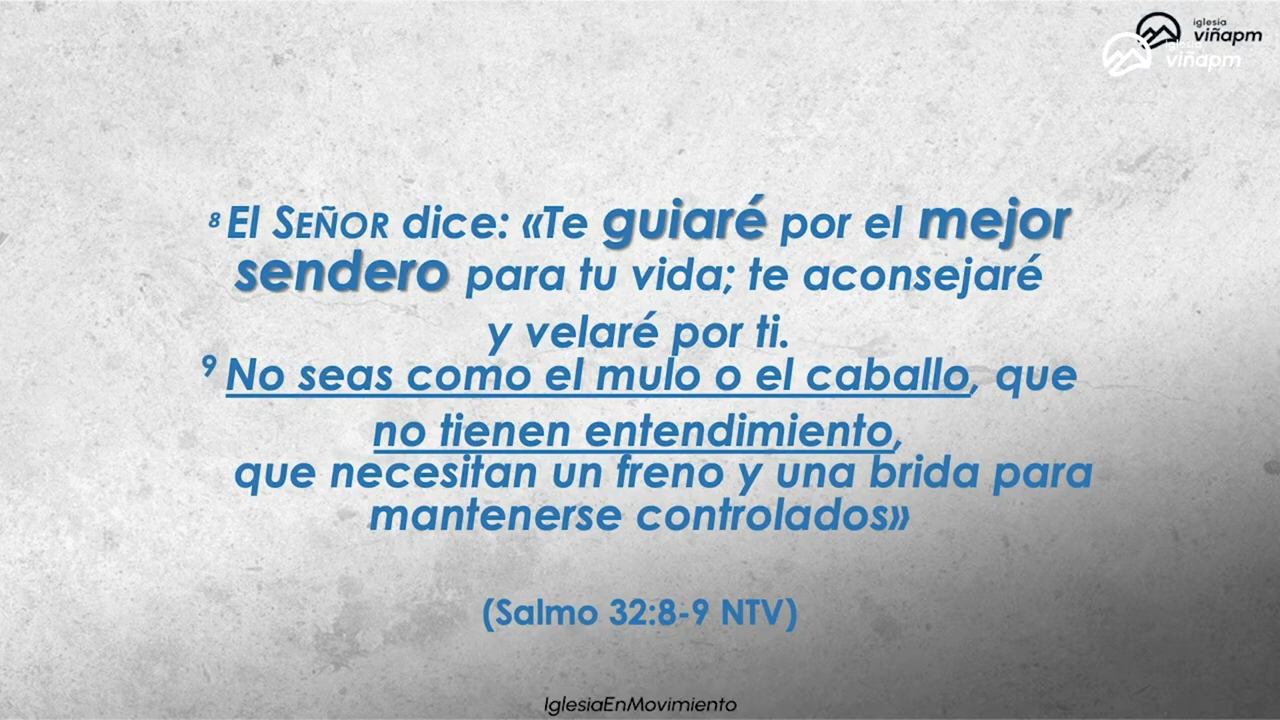 iglesia
viñapm
iglesia
viñapm
⁸ El SEÑOR dice: «Te guiaré por el mejor
sendero para tu vida; te aconsejaré
y velaré por ti.
⁹ No seas como el mulo o el caballo, que
no tienen entendimiento,
que necesitan un freno y una brida para
mantenerse controlados»
(Salmo 32:8-9 NTV)
IglesiaEnMovimiento